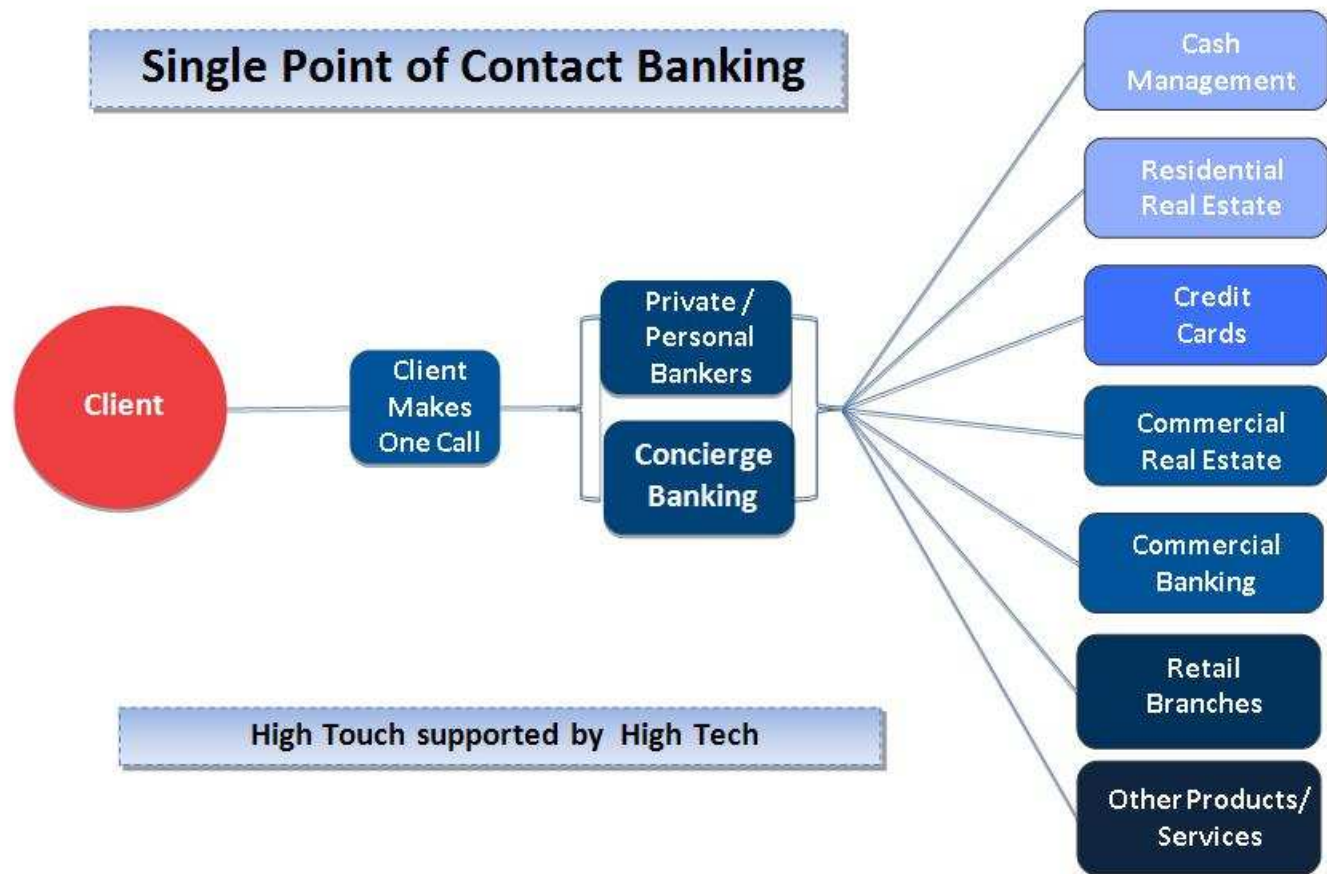 Single Point of Contact Banking
Client
Client
Makes
One Call
Private /
Personal
Bankers
Concierge
Banking
Cash
Management
Residential
Real Estate
Credit
Cards
Commercial
Real Estate
Commercial
Banking
Retail
Branches
Other Products/
Services
High Touch supported by High Tech